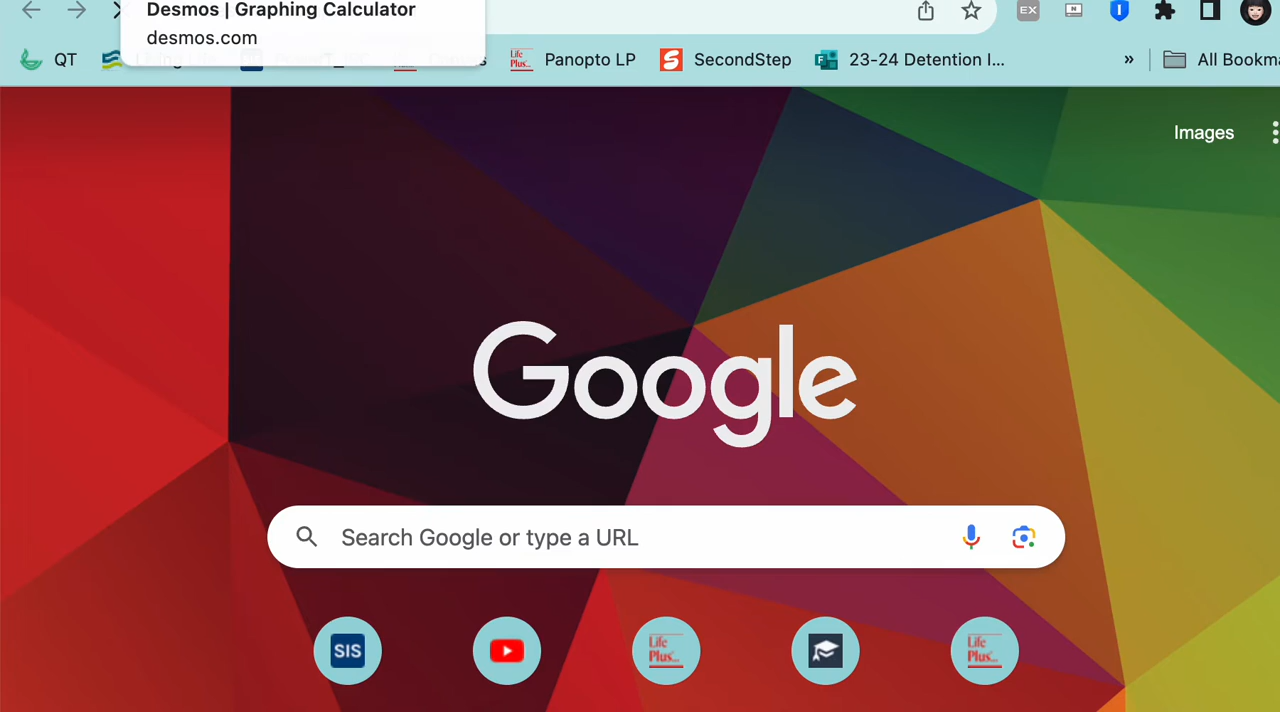 Desmos | Graphing Calculator
desmos.com
EX
N
QT
Panopto LP
SecondStep
23-24 Detention I...
»
All Bookma
Images
Google
Search Google or type a URL
SIS
Life Plus...
Life Plus...